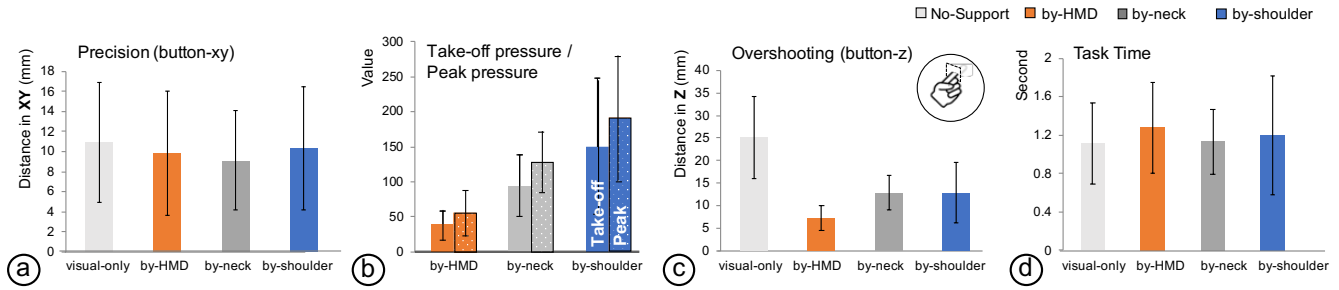 No-Support by-HMD by-neck by-shoulder
Precision (button-xy)
Distance in XY (mm)
18
16
14
12
10
8
6
4
2
0
visual-only by-HMD by-neck by-shoulder
a
Take-off pressure /
Peak pressure
Value
300
250
200
150
100
50
0
Take-off
Peak
by-HMD by-neck by-shoulder
b
Overshooting (button-z)
Distance in Z (mm)
40
35
30
25
20
15
10
5
0
visual-only by-HMD by-neck by-shoulder
c
Task Time
Second
2
1.6
1.2
0.8
0.4
0
visual-only by-HMD by-neck by-shoulder
d